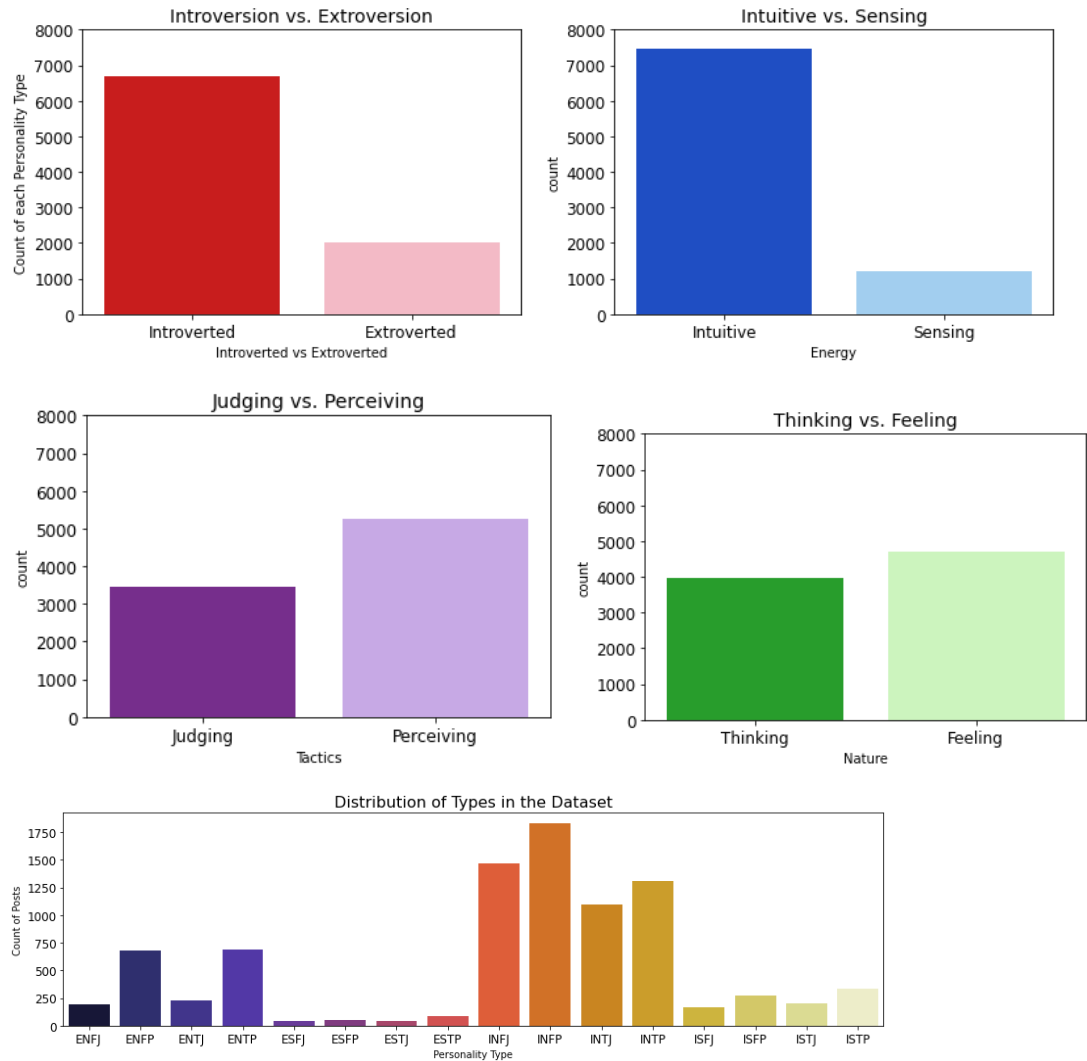 Introversion vs. Extroversion
8000
7000
6000
5000
4000
3000
2000
1000
0
Count of each Personality Type
Introverted
Extroverted
Introverted vs Extroverted
Intuitive vs. Sensing
8000
7000
6000
5000
4000
3000
2000
1000
0
count
Intuitive
Sensing
Energy
Judging vs. Perceiving
8000
7000
6000
5000
4000
3000
2000
1000
0
count
Judging
Perceiving
Tactics
Thinking vs. Feeling
8000
7000
6000
5000
4000
3000
2000
1000
0
count
Thinking
Feeling
Nature
Distribution of Types in the Dataset
1750
1500
1250
1000
750
500
250
0
Count of Posts
ENFJ ENFP ENTJ ENTP ESFJ ESFP ESTJ ESTP INFJ INFP INTJ INTP ISFJ ISFP ISTJ ISTP
Personality Type